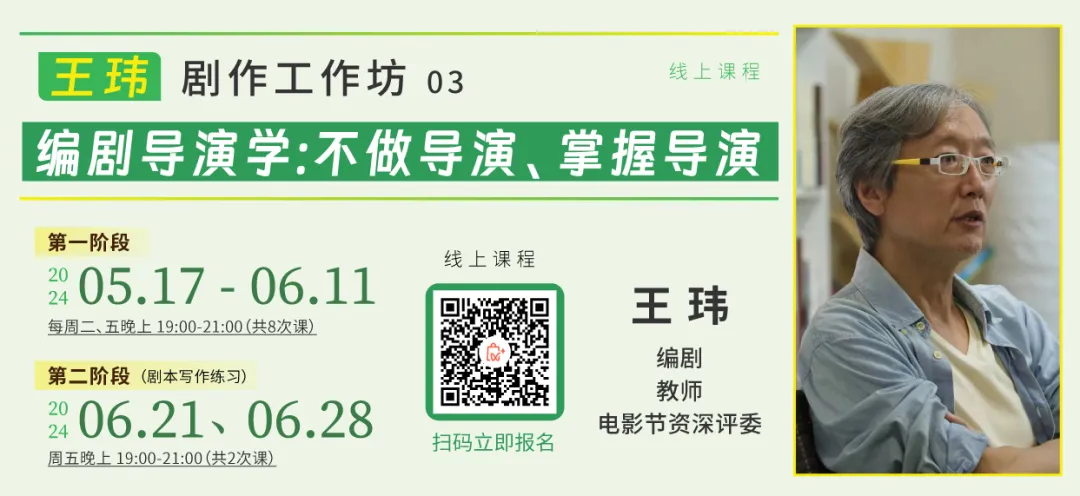 王玮 剧作工作坊 03
线上课程
编剧导演学:不做导演、掌握导演
第一阶段
2024 05.17 - 06.11
每周二、五晚上 19:00-21:00（共8次课）
第二阶段（剧本写作练习）
2024 06.21、06.28
周五晚上 19:00-21:00（共2次课）
线上课程
扫码立即报名
王玮
编剧
教师
电影节资深评委